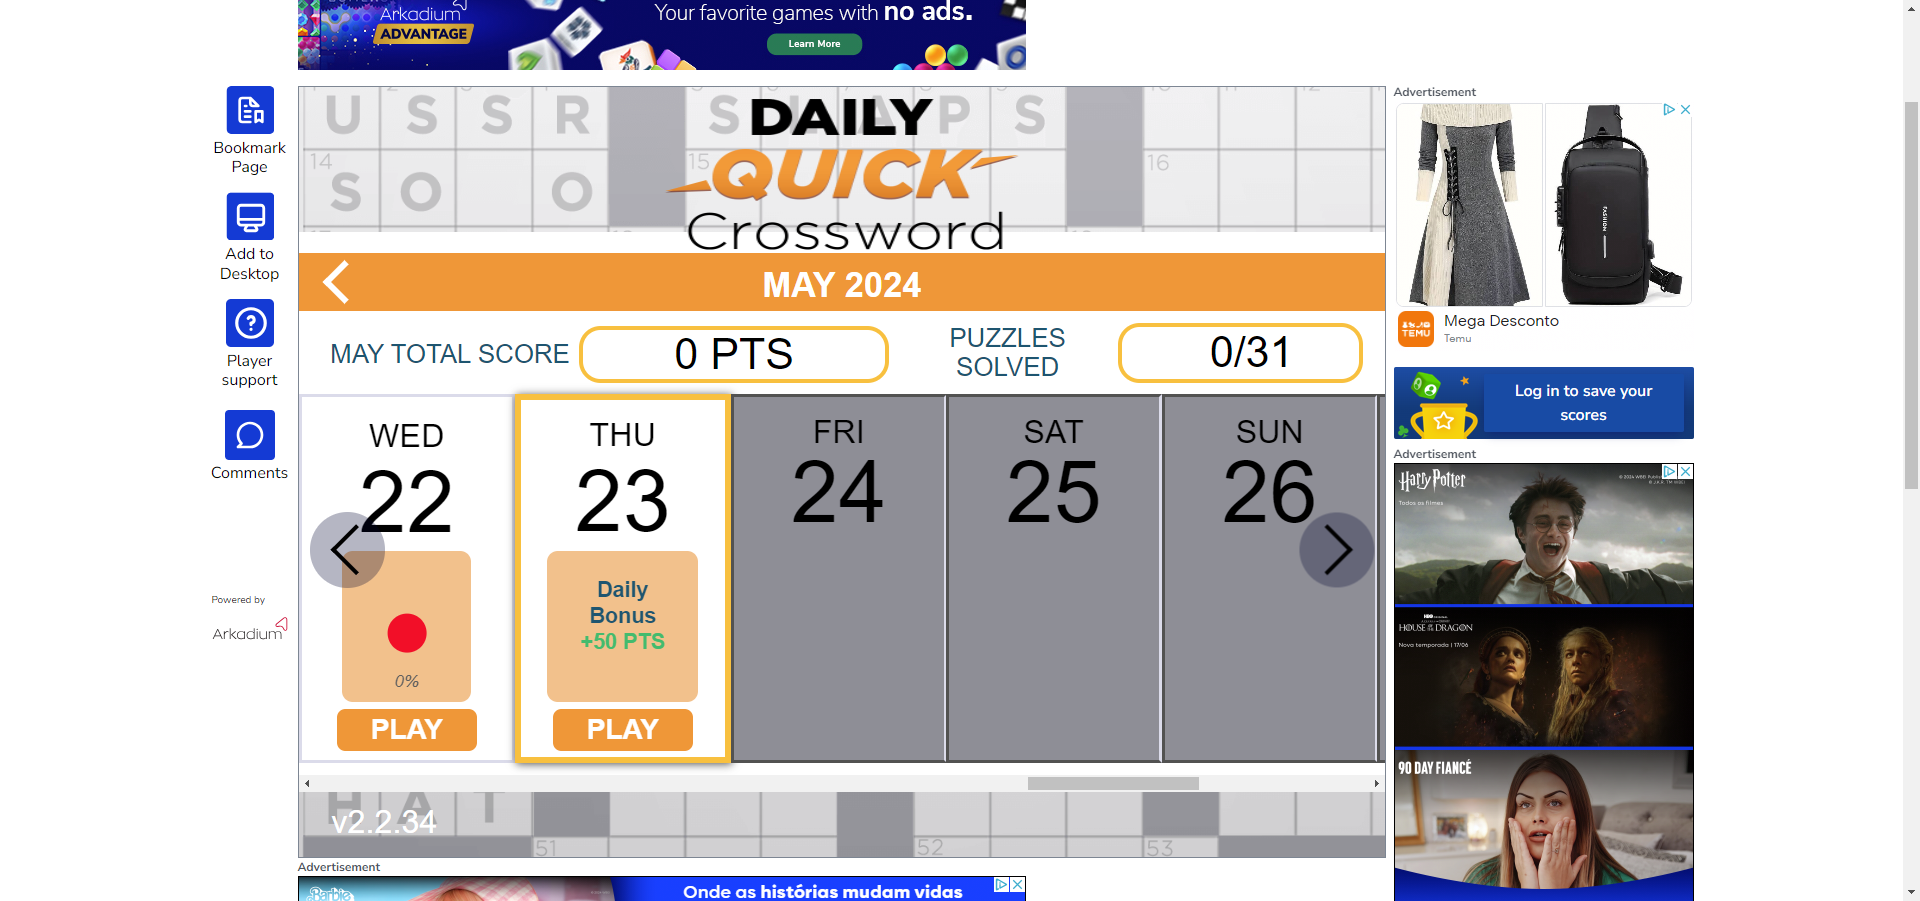 Arkadium
ADVANTAGE
Your favorite games with no ads.
Learn More
Bookmark
Page
Add to
Desktop
Player
support
Comments
Powered by
Arkadium
U S S R
14
S O O
15
16
DAILY
QUICK
Crossword
MAY 2024
MAY TOTAL SCORE
0 PTS
PUZZLES
SOLVED
0/31
WED
22
0%
PLAY
THU
23
Daily
Bonus
+50 PTS
PLAY
FRI
24
SAT
25
SUN
26
H A T
v2.2.34
51
52
53
Advertisement
Barbie
Onde as histórias mudam vidas
Advertisement
FASHION
TEMU
Mega Desconto
Temu
Log in to save your
scores
Advertisement
Harry Potter
Todos os filmes
HBO
HOUSE OF THE DRAGON
Nova temporada | 17/06
90 DAY FIANCÉ